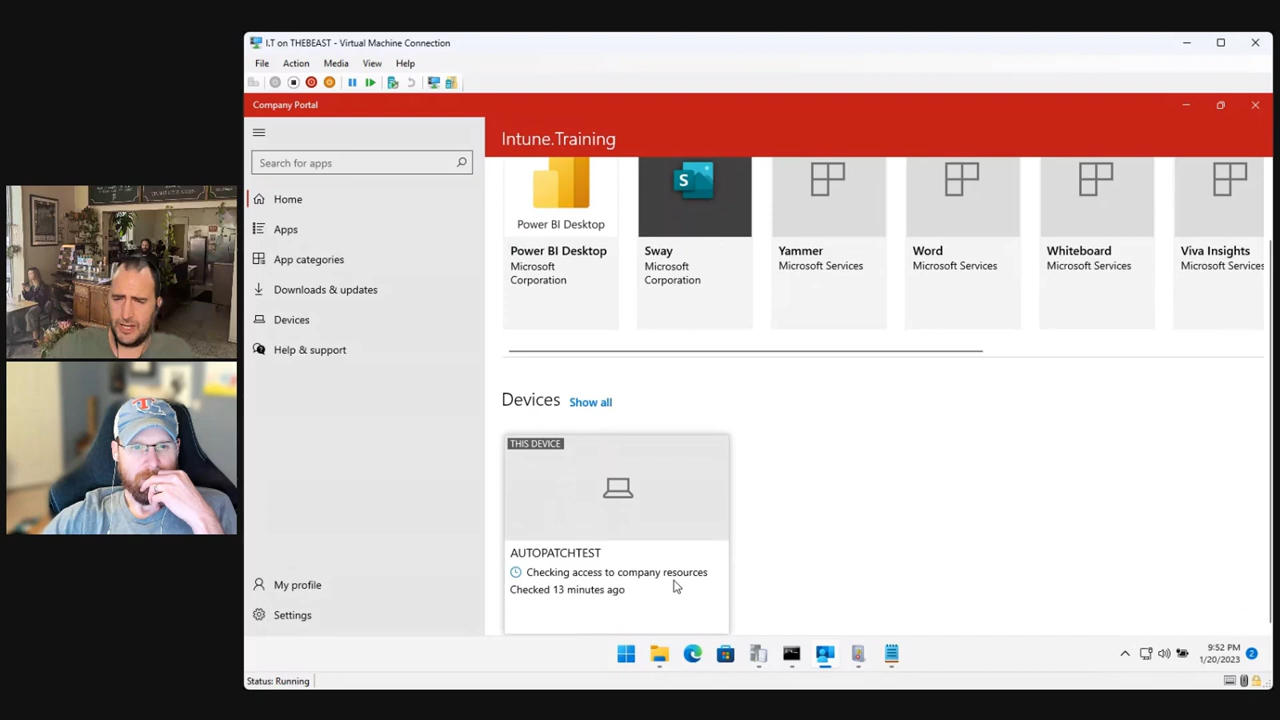 I.T on THEBEAST - Virtual Machine Connection
File Action Media View Help
Company Portal
Intune.Training
Search for apps
Home
Apps
App categories
Downloads & updates
Devices
Help & support
My profile
Settings
S
Power BI Desktop
Power BI Desktop
Microsoft
Corporation
Sway
Microsoft
Corporation
Yammer
Microsoft Services
Word
Microsoft Services
Whiteboard
Microsoft Services
Viva Insights
Microsoft Services
Devices Show all
THIS DEVICE
AUTOPATCHTEST
Checking access to company resources
Checked 13 minutes ago
9:52 PM
1/20/2023
2
Status: Running